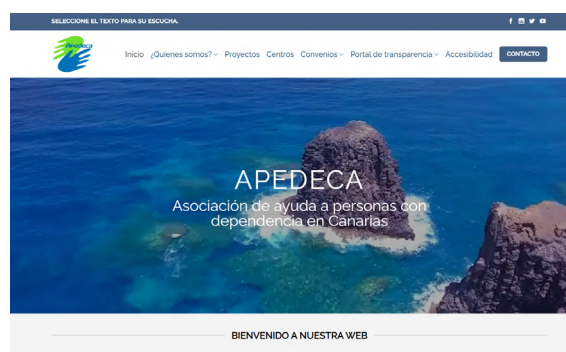 SELECCIONE EL TEXTO PARA SU ESCUCHA.
Apedeca
Inicio ¿Quienes somos? Proyectos Centros Convenios Portal de transparencia Accesibilidad CONTACTO
APEDECA
Asociación de ayuda a personas con
dependencia en Canarias
BIENVENIDO A NUESTRA WEB